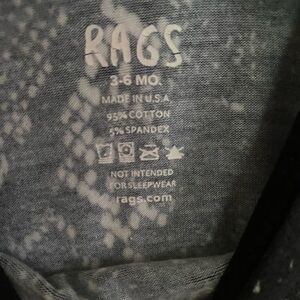 RAGS
3-6 MO.
MADE IN U.S.A.
95% COTTON
5% SPANDEX
NOT INTENDED
FOR SLEEPWEAR
rags.com